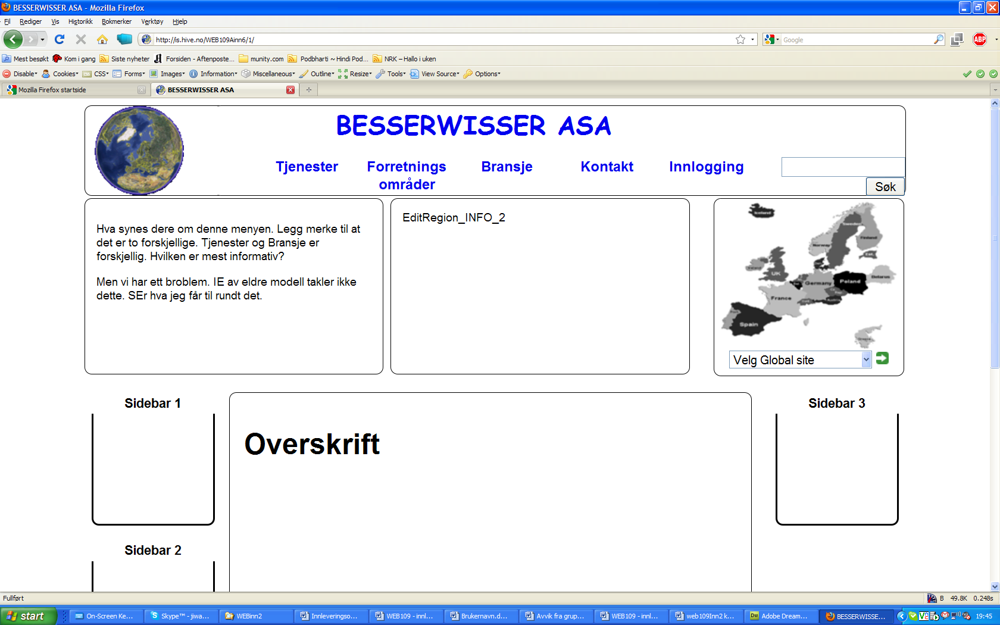 BESSERWISSER ASA - Mozilla Firefox
Fil Rediger Vis Historikk Bokmerker Verktøy Hjelp
http://is.hive.no/WEB109Ainn6/1/ Google ABP
Mest besøkt Kom i gang Siste nyheter Forsiden - Aftenposte... munity.com Podbharti ~ Hindi Pod... NRK – Hallo i uken
Disable Cookies CSS Forms Images Information Miscellaneous Outline Resize Tools View Source Options
Mozilla Firefox startside BESSERWISSER ASA
BESSERWISSER ASA
Tjenester Forretnings områder Bransje Kontakt Innlogging
Søk
Hva synes dere om denne menyen. Legg merke til at
det er to forskjellige. Tjenester og Bransje er
forskjellig. Hvilken er mest informativ?
Men vi har ett broblem. IE av eldre modell takler ikke
dette. SEr hva jeg får til rundt det.
EditRegion_INFO_2
Iceland
Sweden
Finland
Norway
Est.
UK
Germany
Poland
Belarus
France
Spain
Velg Global site
Sidebar 1
Overskrift
Sidebar 3
Sidebar 2
Fullført B 49.8K 0.248s
start On-Screen Ke... Skype™ - jiwa... WEBinn2 Innleveringso... WEB109 - innl... Brukernavn.d... Avvik fra grup... WEB109 - innl... web109Inn2 k... Adobe Dream... BESSERWISSE... 19:45